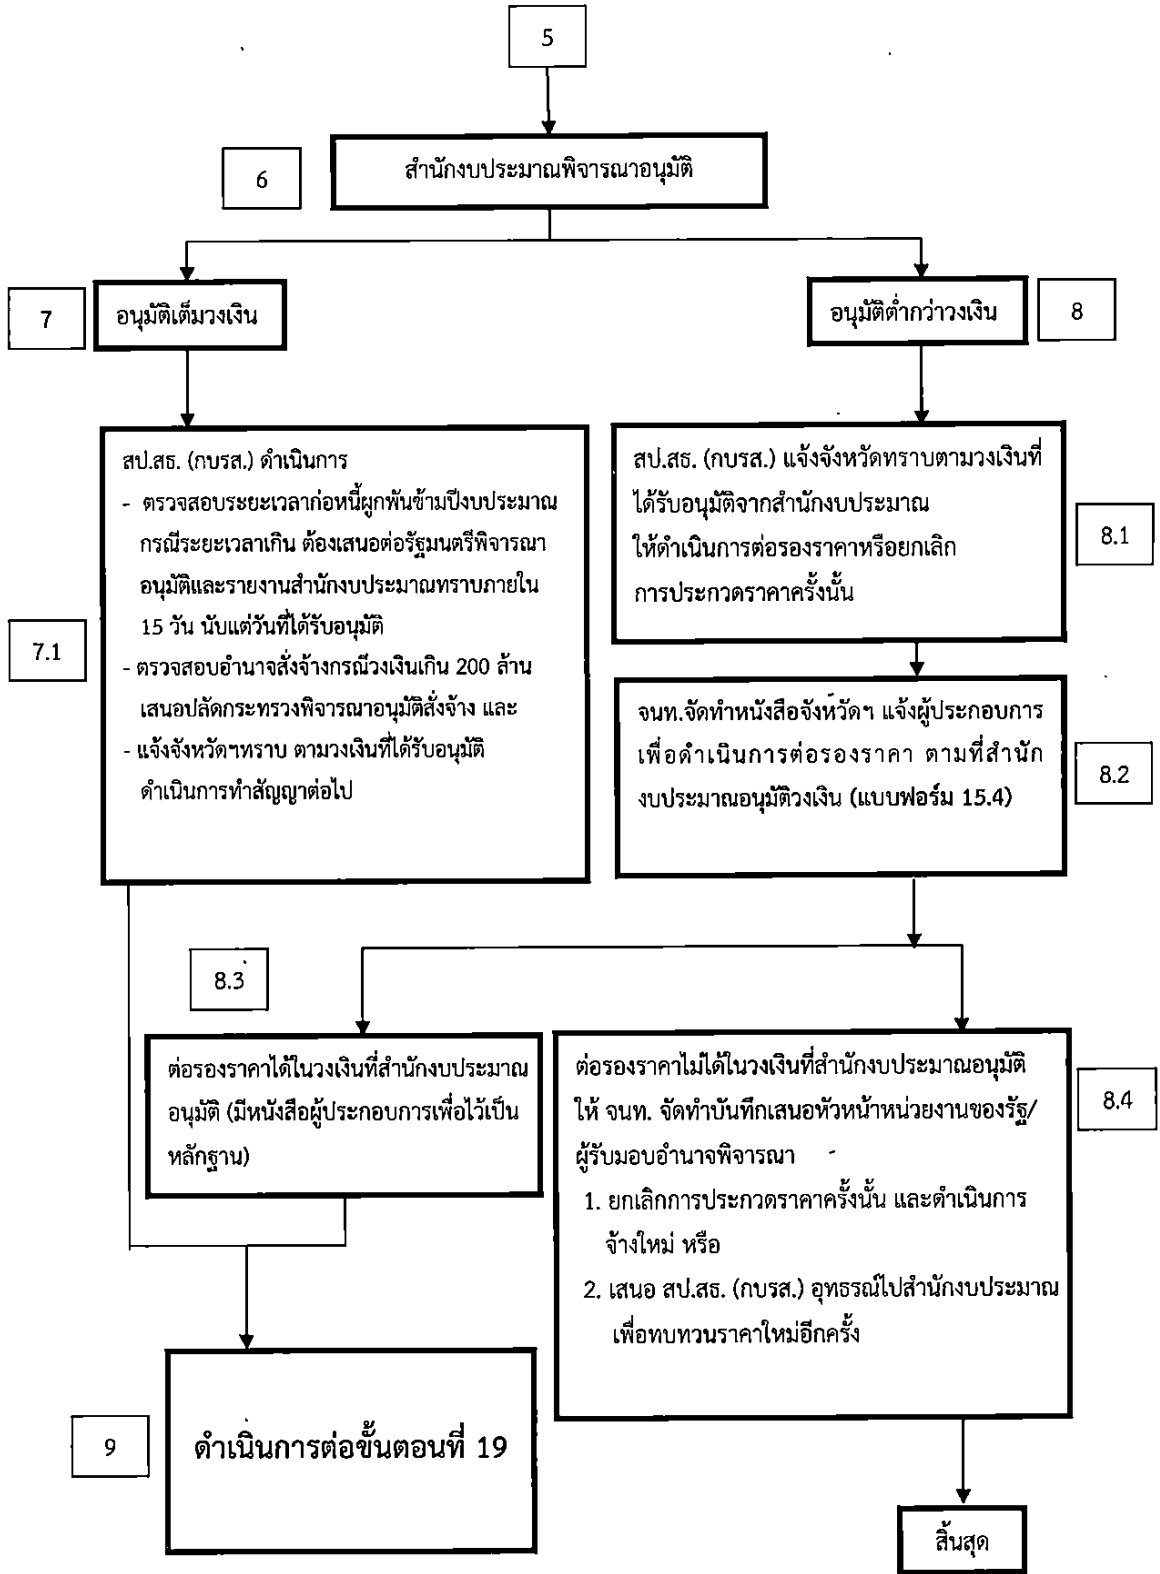 5
6
สำนักงบประมาณพิจารณาอนุมัติ
7
อนุมัติเต็มวงเงิน
อนุมัติต่ำกว่าวงเงิน
8
7.1
สป.สธ. (กบรส.) ดำเนินการ
- ตรวจสอบระยะเวลาก่อหนี้ผูกพันข้ามปีงบประมาณ
กรณีระยะเวลาเกิน ต้องเสนอต่อรัฐมนตรีพิจารณา
อนุมัติและรายงานสำนักงบประมาณทราบภายใน
15 วัน นับแต่วันที่ได้รับอนุมัติ
- ตรวจสอบอำนาจสั่งจ้างกรณีวงเงินเกิน 200 ล้าน
เสนอปลัดกระทรวงพิจารณาอนุมัติสั่งจ้าง และ
- แจ้งจังหวัดฯทราบ ตามวงเงินที่ได้รับอนุมัติ
ดำเนินการทำสัญญาต่อไป
สป.สธ. (กบรส.) แจ้งจังหวัดทราบตามวงเงินที่
ได้รับอนุมัติจากสำนักงบประมาณ
ให้ดำเนินการต่อรองราคาหรือยกเลิก
การประกวดราคาครั้งนั้น
8.1
จนท.จัดทำหนังสือจังหวัดฯ แจ้งผู้ประกอบการ
เพื่อดำเนินการต่อรองราคา ตามที่สำนัก
งบประมาณอนุมัติวงเงิน (แบบฟอร์ม 15.4)
8.2
8.3
ต่อรองราคาได้ในวงเงินที่สำนักงบประมาณ
อนุมัติ (มีหนังสือผู้ประกอบการเพื่อไว้เป็น
หลักฐาน)
ต่อรองราคาไม่ได้ในวงเงินที่สำนักงบประมาณอนุมัติ
ให้ จนท. จัดทำบันทึกเสนอหัวหน้าหน่วยงานของรัฐ/
ผู้รับมอบอำนาจพิจารณา
1. ยกเลิกการประกวดราคาครั้งนั้น และดำเนินการ
จ้างใหม่ หรือ
2. เสนอ สป.สธ. (กบรส.) อุทธรณ์ไปสำนักงบประมาณ
เพื่อทบทวนราคาใหม่อีกครั้ง
8.4
9
ดำเนินการต่อขั้นตอนที่ 19
สิ้นสุด